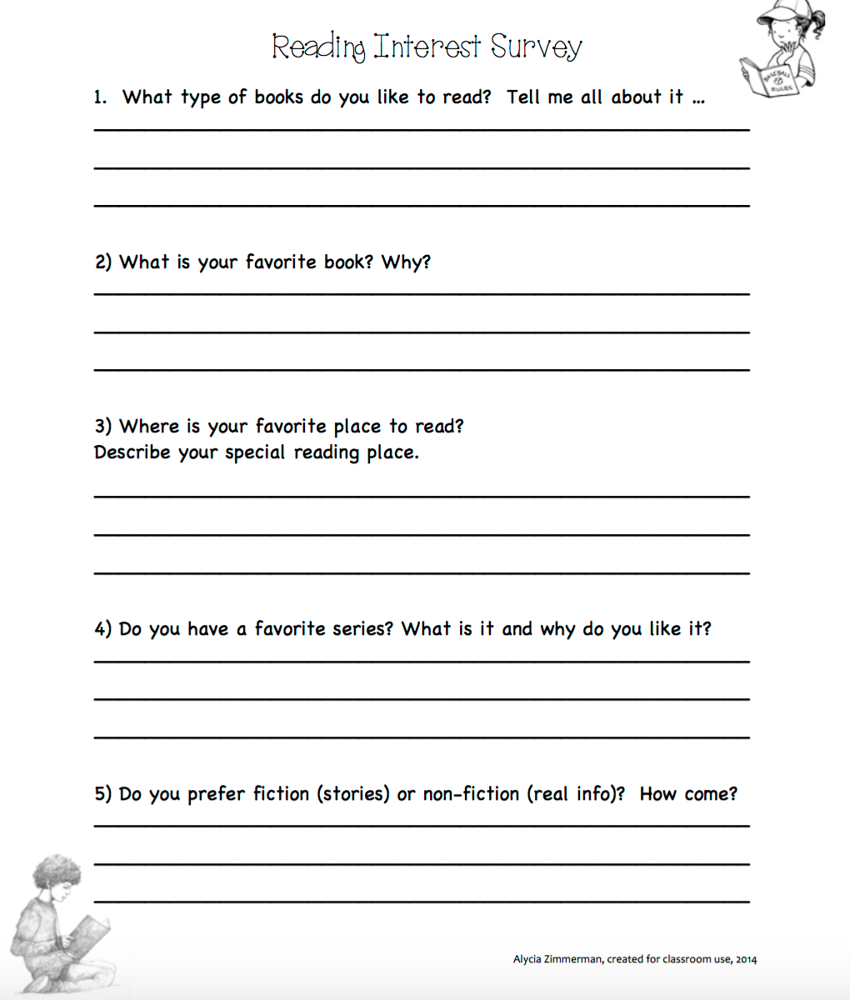 Reading Interest Survey
BASEBALL
RULES
1. What type of books do you like to read? Tell me all about it ...
2) What is your favorite book? Why?
3) Where is your favorite place to read?
Describe your special reading place.
4) Do you have a favorite series? What is it and why do you like it?
5) Do you prefer fiction (stories) or non-fiction (real info)? How come?
Alycia Zimmerman, created for classroom use, 2014